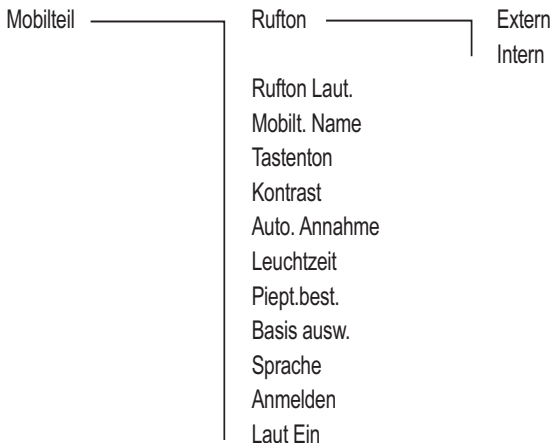 Mobilteil Rufton Extern
Intern
Rufton Laut.
Mobilt. Name
Tastenton
Kontrast
Auto. Annahme
Leuchtzeit
Piept.best.
Basis ausw.
Sprache
Anmelden
Laut Ein